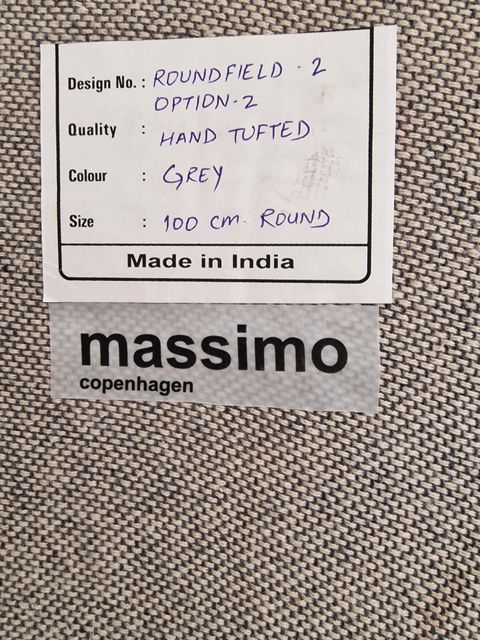 Design No. : ROUNDFIELD - 2
OPTION - 2
Quality : HAND TUFTED
Colour : GREY
Size : 100 CM. ROUND
Made in India
massimo
copenhagen